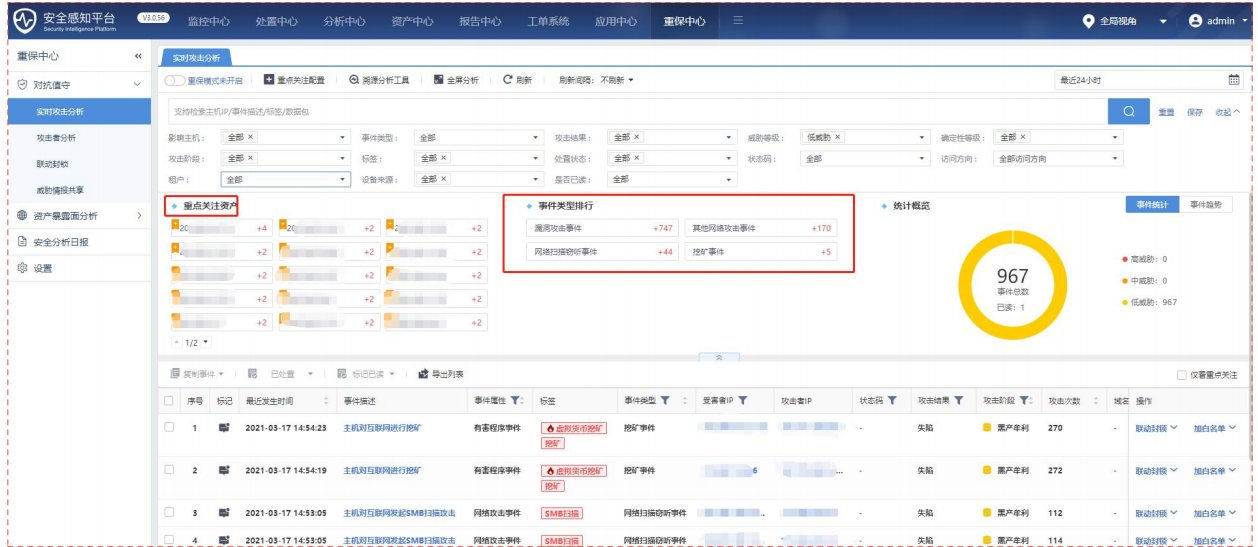 安全感知平台 V3.0.56 监控中心 处置中心 分析中心 资产中心 报告中心 工单系统 应用中心 重保中心 全局视角 admin
Security Intelligence Platform
重保中心 «
对抗值守
实时攻击分析
攻击者分析
联动封锁
威胁情报共享
资产暴露面分析
安全分析日报
设置
实时攻击分析
重保模式未开启 重点关注配置 溯源分析工具 全屏分析 刷新 刷新间隔: 不刷新 最近24小时
支持检索主机IP/事件描述/标签/数据包 重置 保存 收起
影响主机: 全部 × 事件类型: 全部 攻击结果: 全部 × 威胁等级: 低威胁 × 确定性等级: 全部 ×
攻击阶段: 全部 × 标签: 全部 × 处置状态: 全部 × 状态码: 全部 访问方向: 全部访问方向
租户: 全部 设备来源: 全部 × 是否已读: 全部
重点关注资产
20 +4 20 +2 2 +2
+2 +2 +2
+2 +2 +2
+2 +2 +2
+2 +2 +2
1/2
事件类型排行
漏洞攻击事件 +747 其他网络攻击事件 +170
网络扫描窃听事件 +44 挖矿事件 +5
统计概览 事件统计 事件趋势
967
事件总数
已读: 1
高威胁: 0
中威胁: 0
低威胁: 967
复制事件 已处置 标记已读 导出列表 仅看重点关注
序号 标记 最近发生时间 事件描述 事件属性 标签 事件类型 受害者IP 攻击者IP 状态码 攻击结果 攻击阶段 攻击次数 域名 操作
1 2021-03-17 14:54:23 主机对互联网进行挖矿 有害程序事件 虚拟货币挖矿 挖矿事件 - 失陷 黑产牟利 270 - 联动封锁 加白名单
挖矿
2 2021-03-17 14:54:19 主机对互联网进行挖矿 有害程序事件 虚拟货币挖矿 挖矿事件 6 ... - 失陷 黑产牟利 272 - 联动封锁 加白名单
挖矿
3 2021-03-17 14:53:05 主机对互联网发起SMB扫描攻击 网络攻击事件 SMB扫描 网络扫描窃听事件 - 失陷 黑产牟利 112 - 联动封锁 加白名单
4 2021-03-17 14:53:05 主机对互联网发起SMB扫描攻击 网络攻击事件 SMB扫描 网络扫描窃听事件 - 失陷 黑产牟利 114 - 联动封锁 加白名单